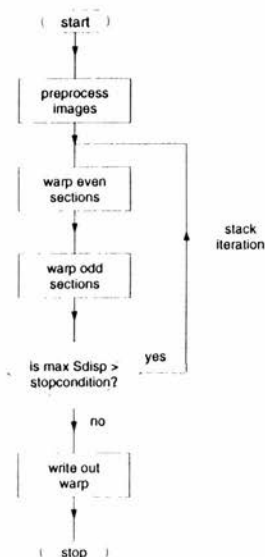 start
preprocess
images
warp even
sections
stack
iteration
warp odd
sections
is max Sdisp >
stopcondition?
yes
no
write out
warp
stop